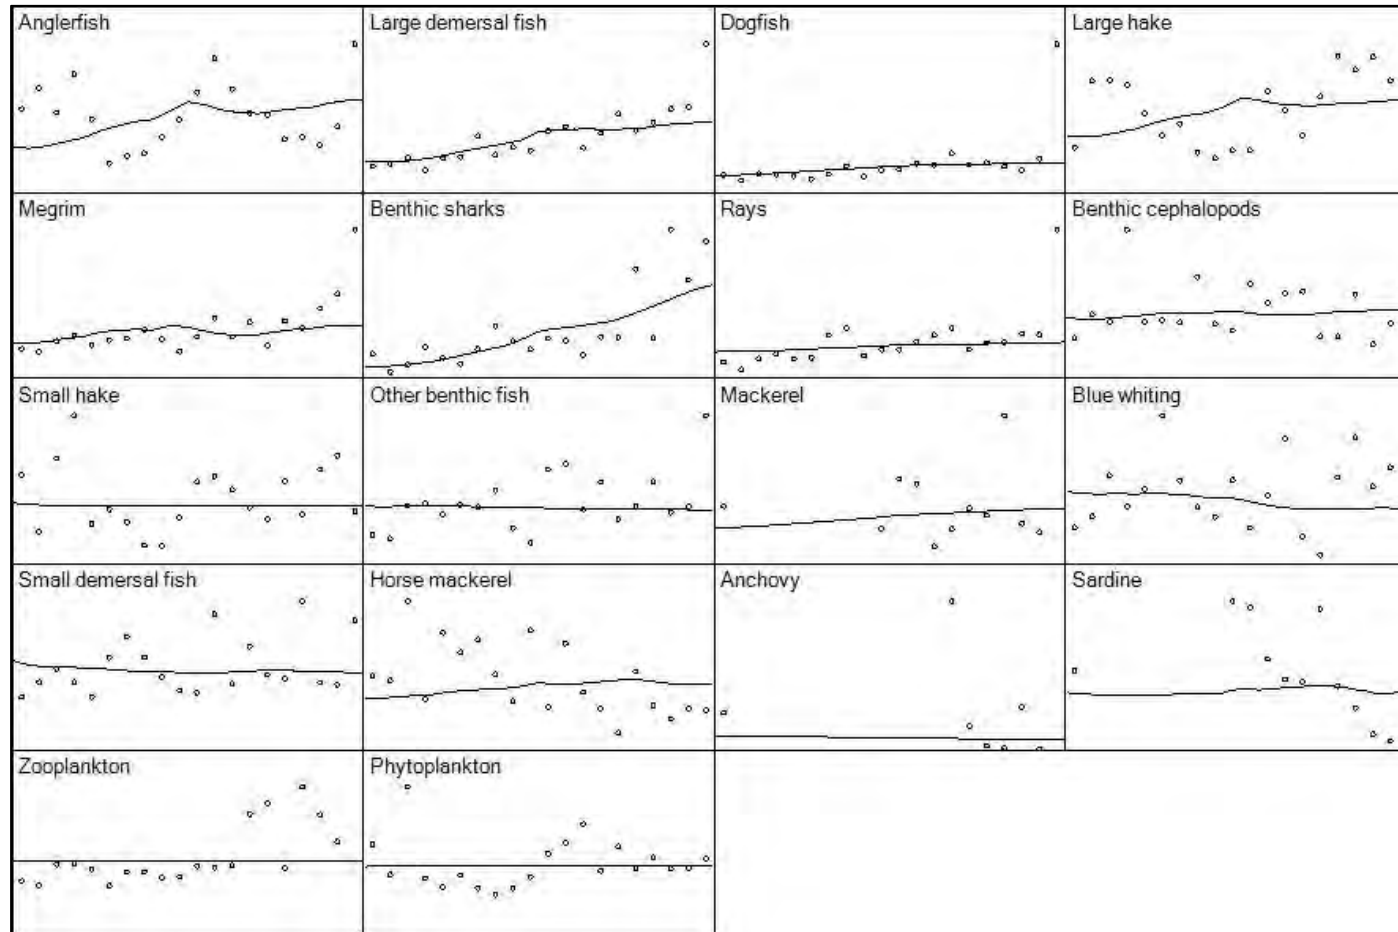 Anglerfish
Large demersal fish
Dogfish
Large hake
Megrim
Benthic sharks
Rays
Benthic cephalopods
Small hake
Other benthic fish
Mackerel
Blue whiting
Small demersal fish
Horse mackerel
Anchovy
Sardine
Zooplankton
Phytoplankton